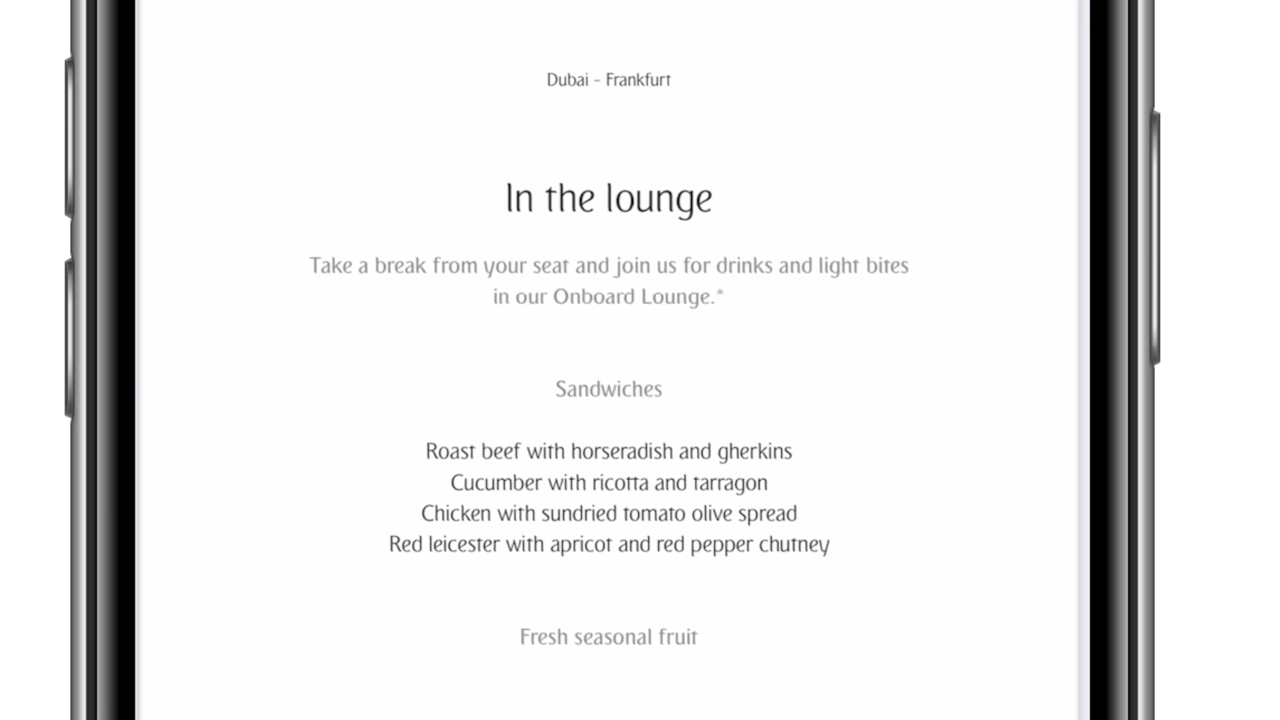 Dubai - Frankfurt
In the lounge
Take a break from your seat and join us for drinks and light bites
in our Onboard Lounge.*
Sandwiches
Roast beef with horseradish and gherkins
Cucumber with ricotta and tarragon
Chicken with sundried tomato olive spread
Red leicester with apricot and red pepper chutney
Fresh seasonal fruit